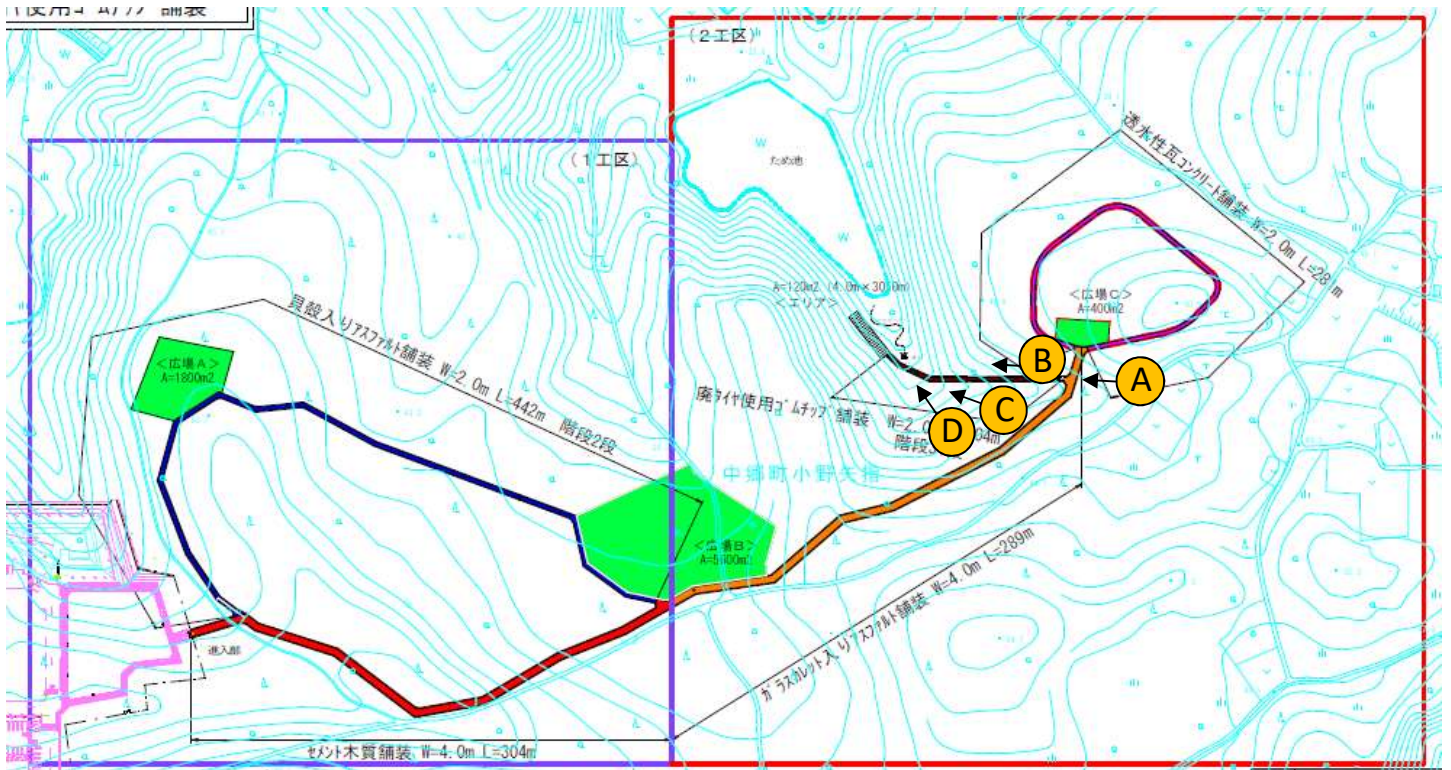 (2工区)
(1工区)
ため池
透水性瓦コンクリート舗装 W=2.0m L=28
A=120m2 (4.0m×30.0m)
<エリア>
<広場C>
A=400m2
B
A
C
D
廃タイヤ使用ゴムチップ舗装 W=2.0
04m
階段
貝殻入りアスファルト舗装 W=2.0m L=442m 階段2段
<広場A>
A=1800m2
中郷町小野矢指
<広場B>
進入部
ガラスカレット入りアスファルト舗装 W=4.0m L=289m
セメント木質舗装 W=4.0m L=304m